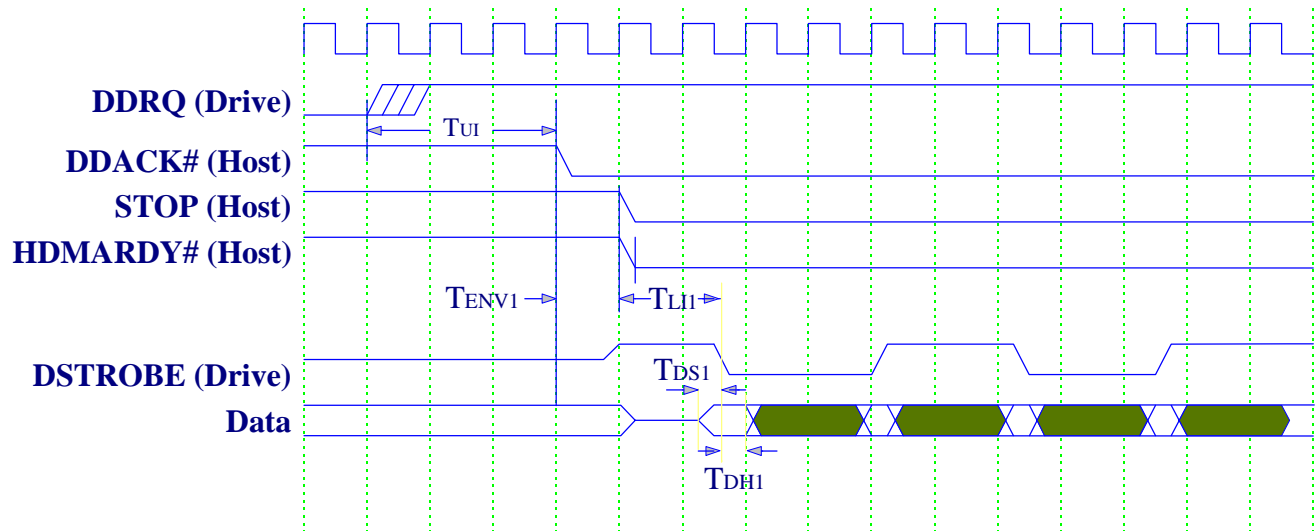 DDRQ (Drive)
TUI
DDACK# (Host)
STOP (Host)
HDMARDY# (Host)
TENV1
TLI1
DSTROBE (Drive)
TDS1
Data
TDH1